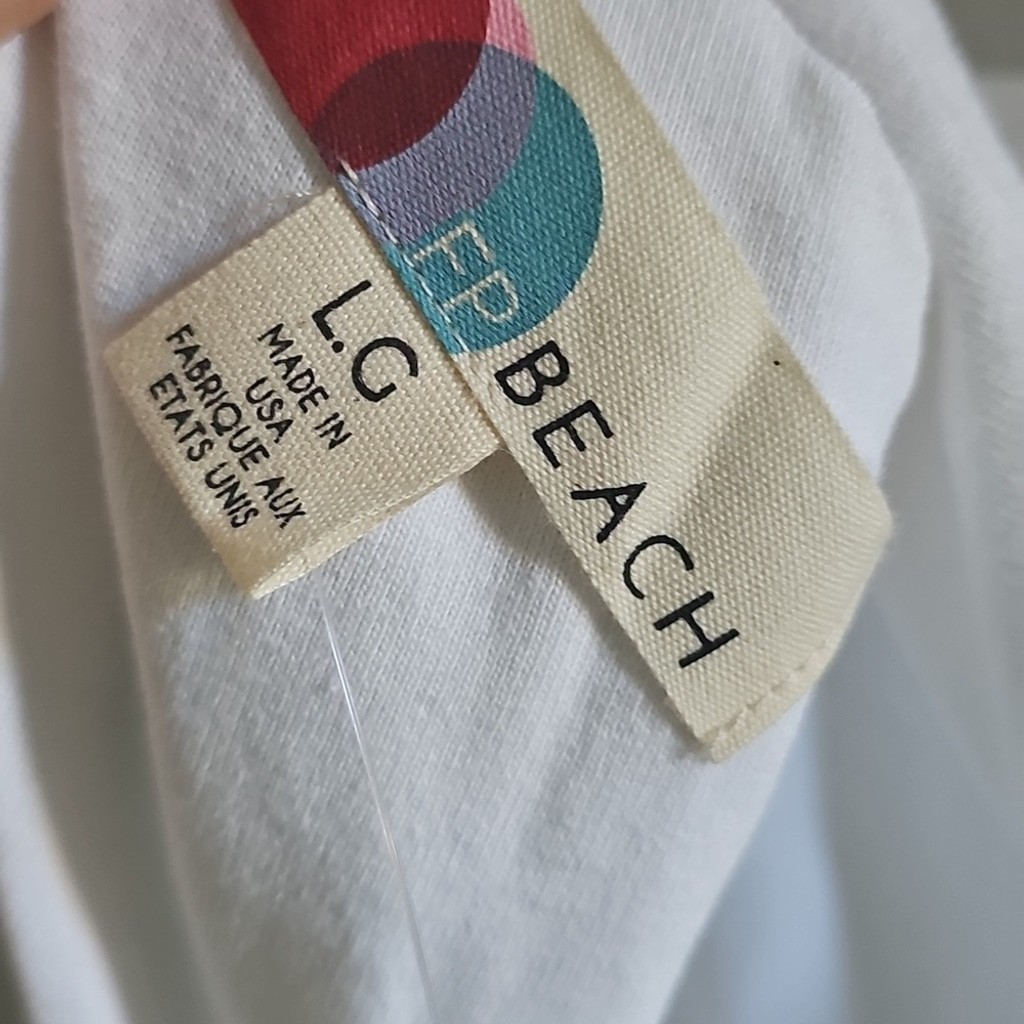 FP
BEACH
L.G
MADE IN
USA
FABRIQUE AUX
ETATS UNIS